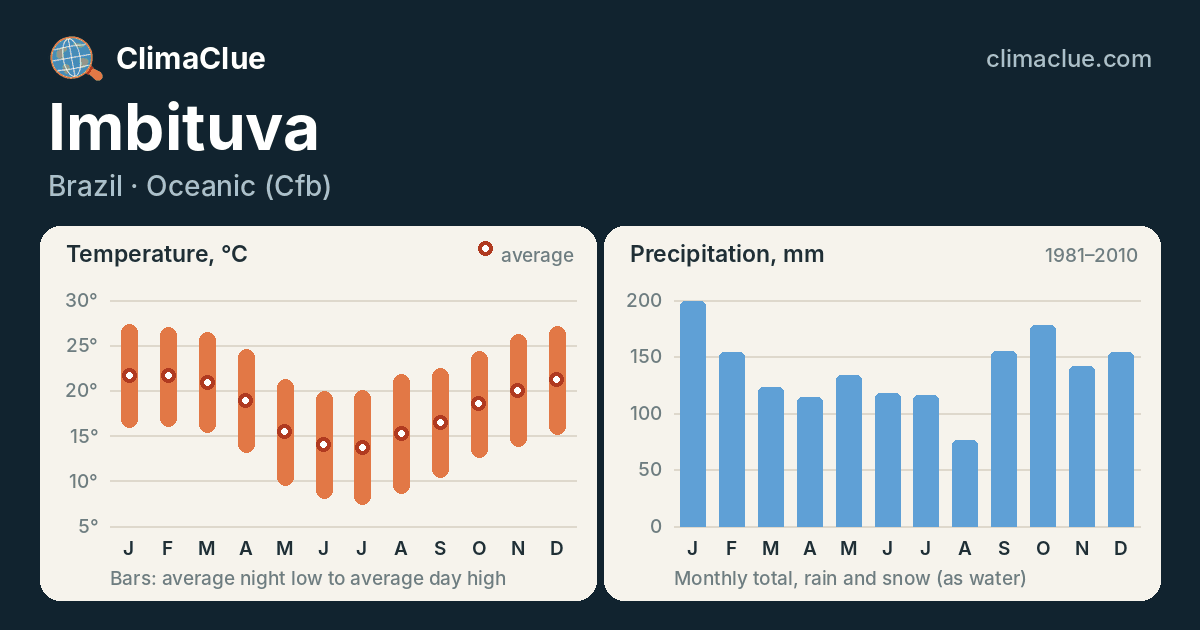 ClimaClue
climaclue.com
Imbituva
Brazil · Oceanic (Cfb)
Temperature, °C
average
30°
25°
20°
15°
10°
5°
J F M A M J J A S O N D
Bars: average night low to average day high
Precipitation, mm
1981–2010
200
150
100
50
0
J F M A M J J A S O N D
Monthly total, rain and snow (as water)